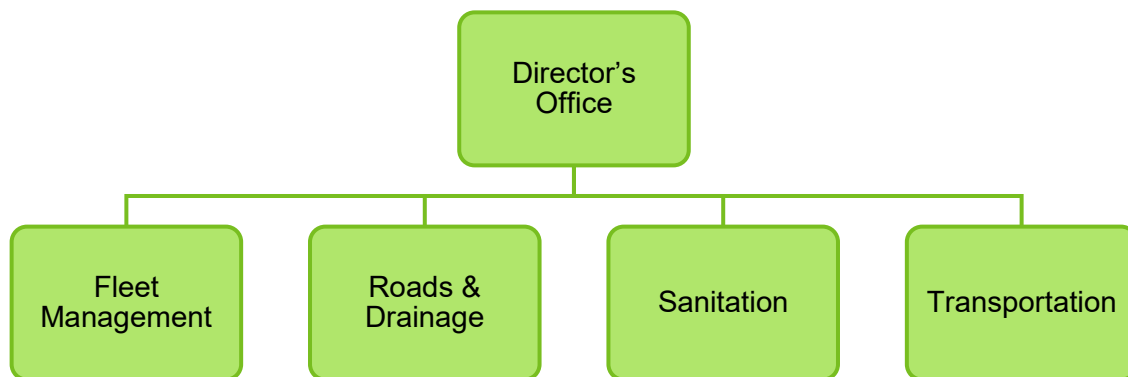 Director’s
Office
Fleet
Management
Roads &
Drainage
Sanitation
Transportation